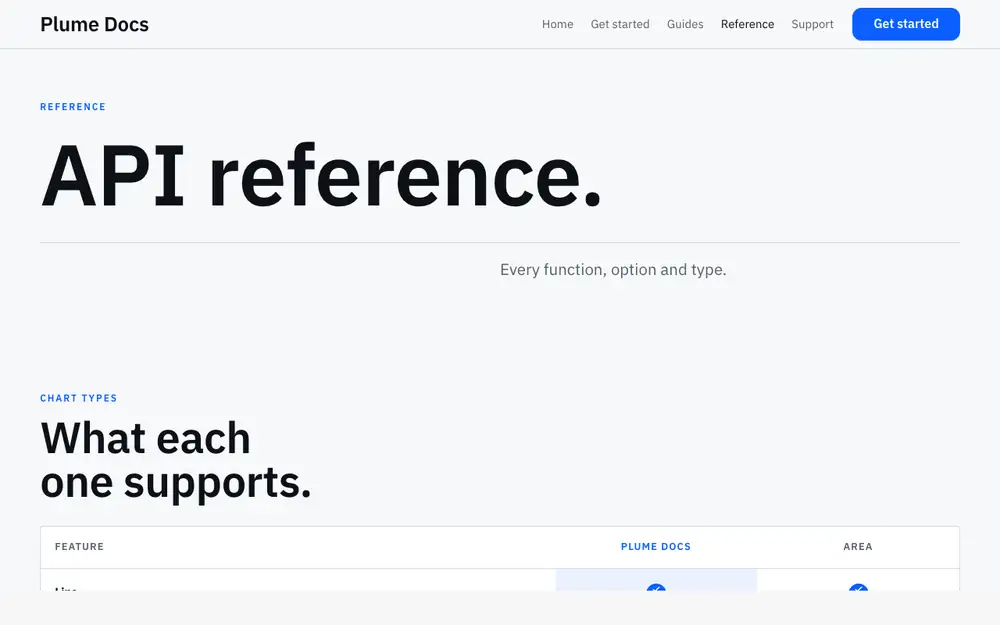 Plume Docs
Home Get started Guides Reference Support Get started
REFERENCE
API reference.
Every function, option and type.
CHART TYPES
What each
one supports.
FEATURE PLUME DOCS AREA